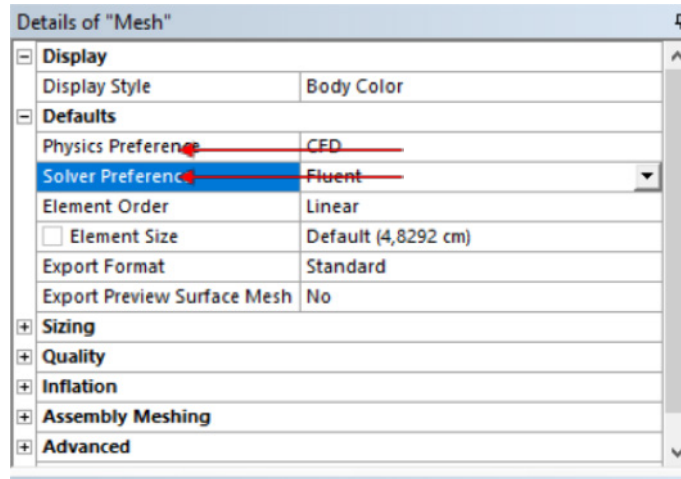 Details of "Mesh"
Display
Display Style Body Color
Defaults
Physics Preference CFD
Solver Preference Fluent
Element Order Linear
Element Size Default (4,8292 cm)
Export Format Standard
Export Preview Surface Mesh No
Sizing
Quality
Inflation
Assembly Meshing
Advanced